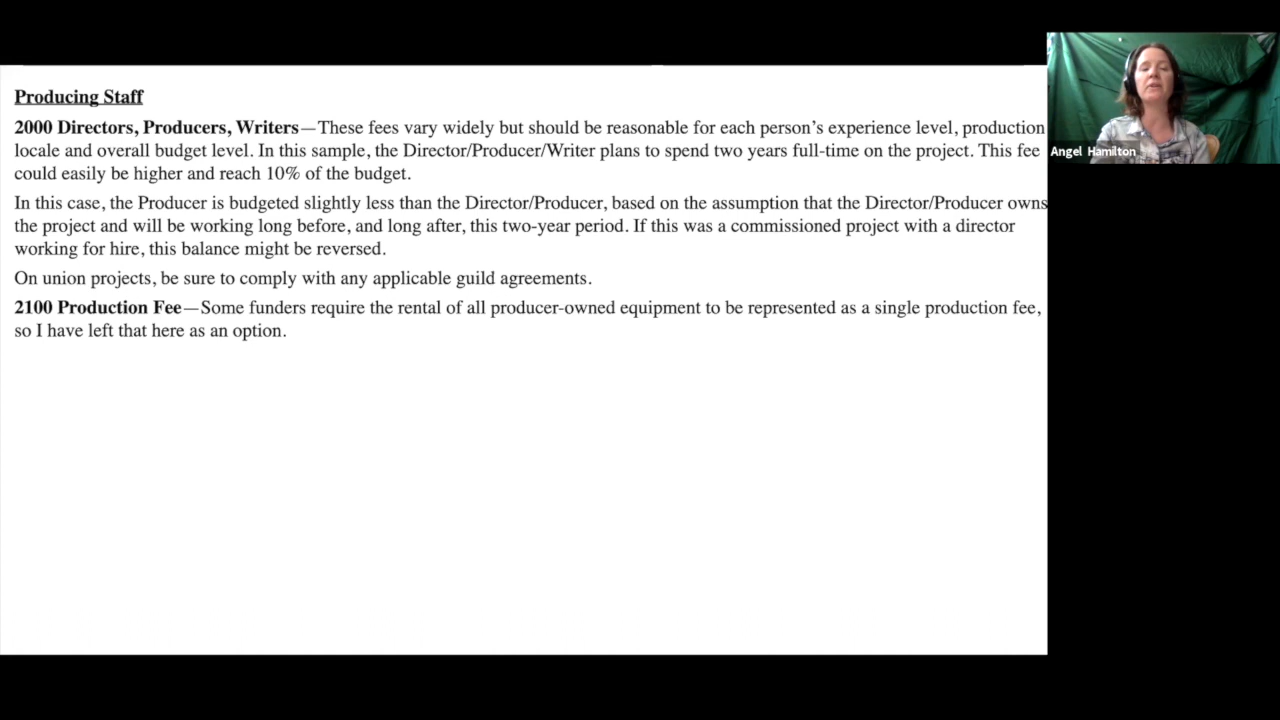 Producing Staff
2000 Directors, Producers, Writers—These fees vary widely but should be reasonable for each person’s experience level, production
locale and overall budget level. In this sample, the Director/Producer/Writer plans to spend two years full-time on the project. This fee
could easily be higher and reach 10% of the budget.
In this case, the Producer is budgeted slightly less than the Director/Producer, based on the assumption that the Director/Producer owns
the project and will be working long before, and long after, this two-year period. If this was a commissioned project with a director
working for hire, this balance might be reversed.
On union projects, be sure to comply with any applicable guild agreements.
2100 Production Fee—Some funders require the rental of all producer-owned equipment to be represented as a single production fee,
so I have left that here as an option.
Angel Hamilton